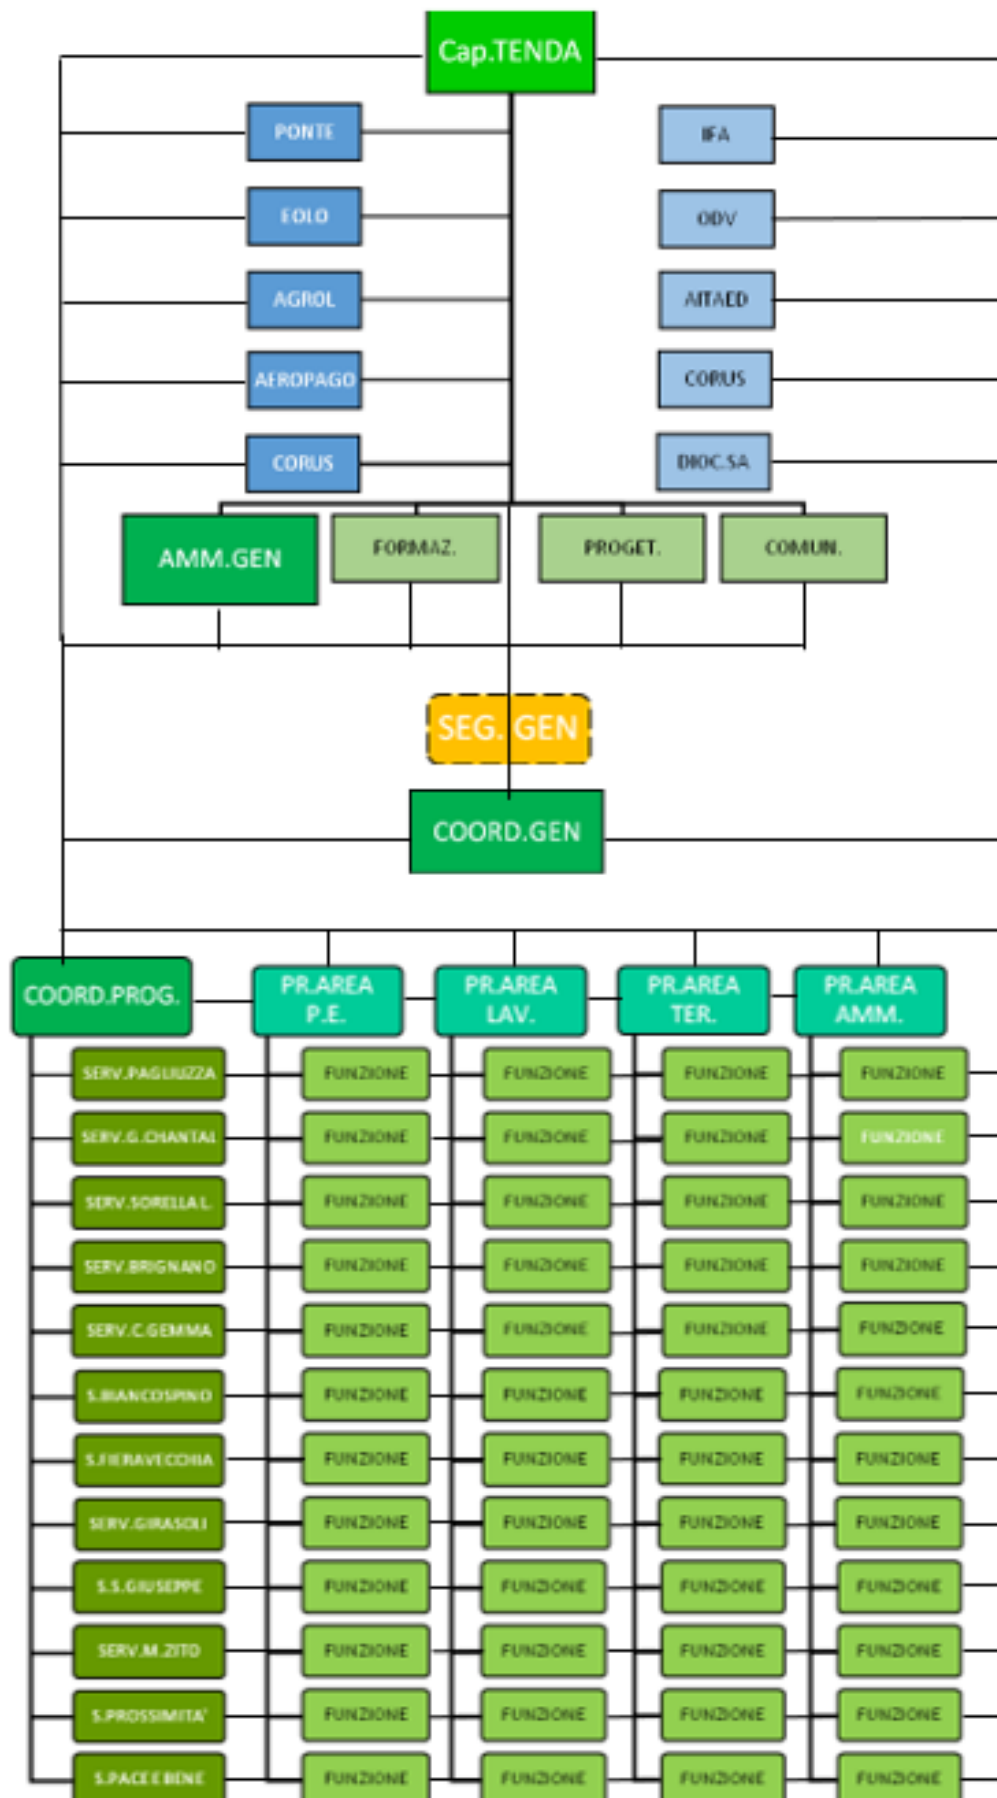 Cap.TENDA
PONTE
IFA
EOLO
ODV
AGROL
AITAED
AEROPAGO
CORUS
CORUS
DIOC.SA
AMM.GEN
FORMAZ.
PROGET.
COMUN.
SEG. GEN
COORD.GEN
COORD.PROG.
PR.AREA
P.E.
PR.AREA
LAV.
PR.AREA
TER.
PR.AREA
AMM.
SERV.PAGLIUZZA FUNZIONE FUNZIONE FUNZIONE FUNZIONE
SERV.G.CHANTAL FUNZIONE FUNZIONE FUNZIONE FUNZIONE
SERV.SORELLA L. FUNZIONE FUNZIONE FUNZIONE FUNZIONE
SERV.BRIGNANO FUNZIONE FUNZIONE FUNZIONE FUNZIONE
SERV.C.GEMMA FUNZIONE FUNZIONE FUNZIONE FUNZIONE
S.BIANCOSPINO FUNZIONE FUNZIONE FUNZIONE FUNZIONE
S.FIERAVECCHIA FUNZIONE FUNZIONE FUNZIONE FUNZIONE
SERV.GIRASOLI FUNZIONE FUNZIONE FUNZIONE FUNZIONE
S.S.GIUSEPPE FUNZIONE FUNZIONE FUNZIONE FUNZIONE
SERV.M.ZITO FUNZIONE FUNZIONE FUNZIONE FUNZIONE
S.PROSSIMITA' FUNZIONE FUNZIONE FUNZIONE FUNZIONE
S.PACE E BENE FUNZIONE FUNZIONE FUNZIONE FUNZIONE